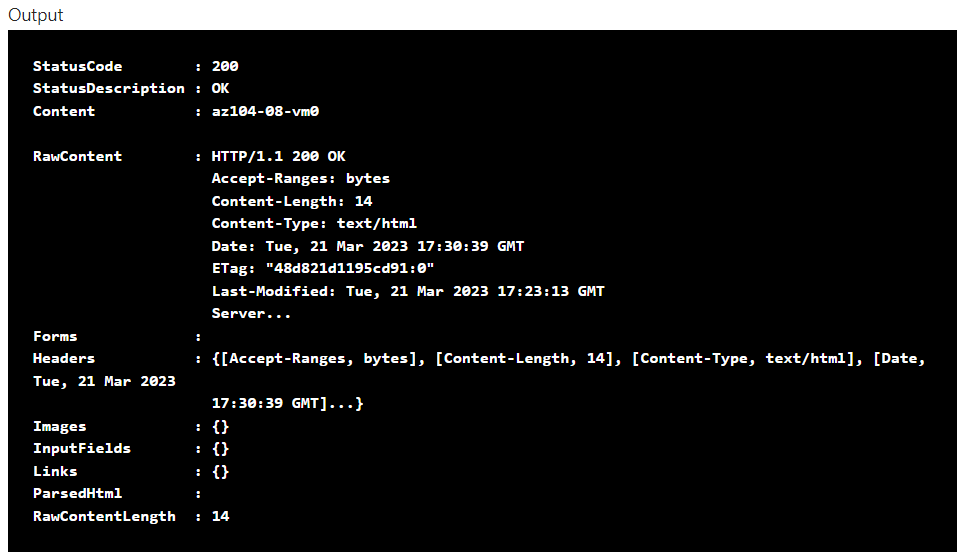 Output
StatusCode : 200
StatusDescription : OK
Content : az104-08-vm0
RawContent : HTTP/1.1 200 OK
Accept-Ranges: bytes
Content-Length: 14
Content-Type: text/html
Date: Tue, 21 Mar 2023 17:30:39 GMT
ETag: "48d821d1195cd91:0"
Last-Modified: Tue, 21 Mar 2023 17:23:13 GMT
Server...
Forms :
Headers : {[Accept-Ranges, bytes], [Content-Length, 14], [Content-Type, text/html], [Date,
Tue, 21 Mar 2023
17:30:39 GMT]...}
Images : {}
InputFields : {}
Links : {}
ParsedHtml :
RawContentLength : 14